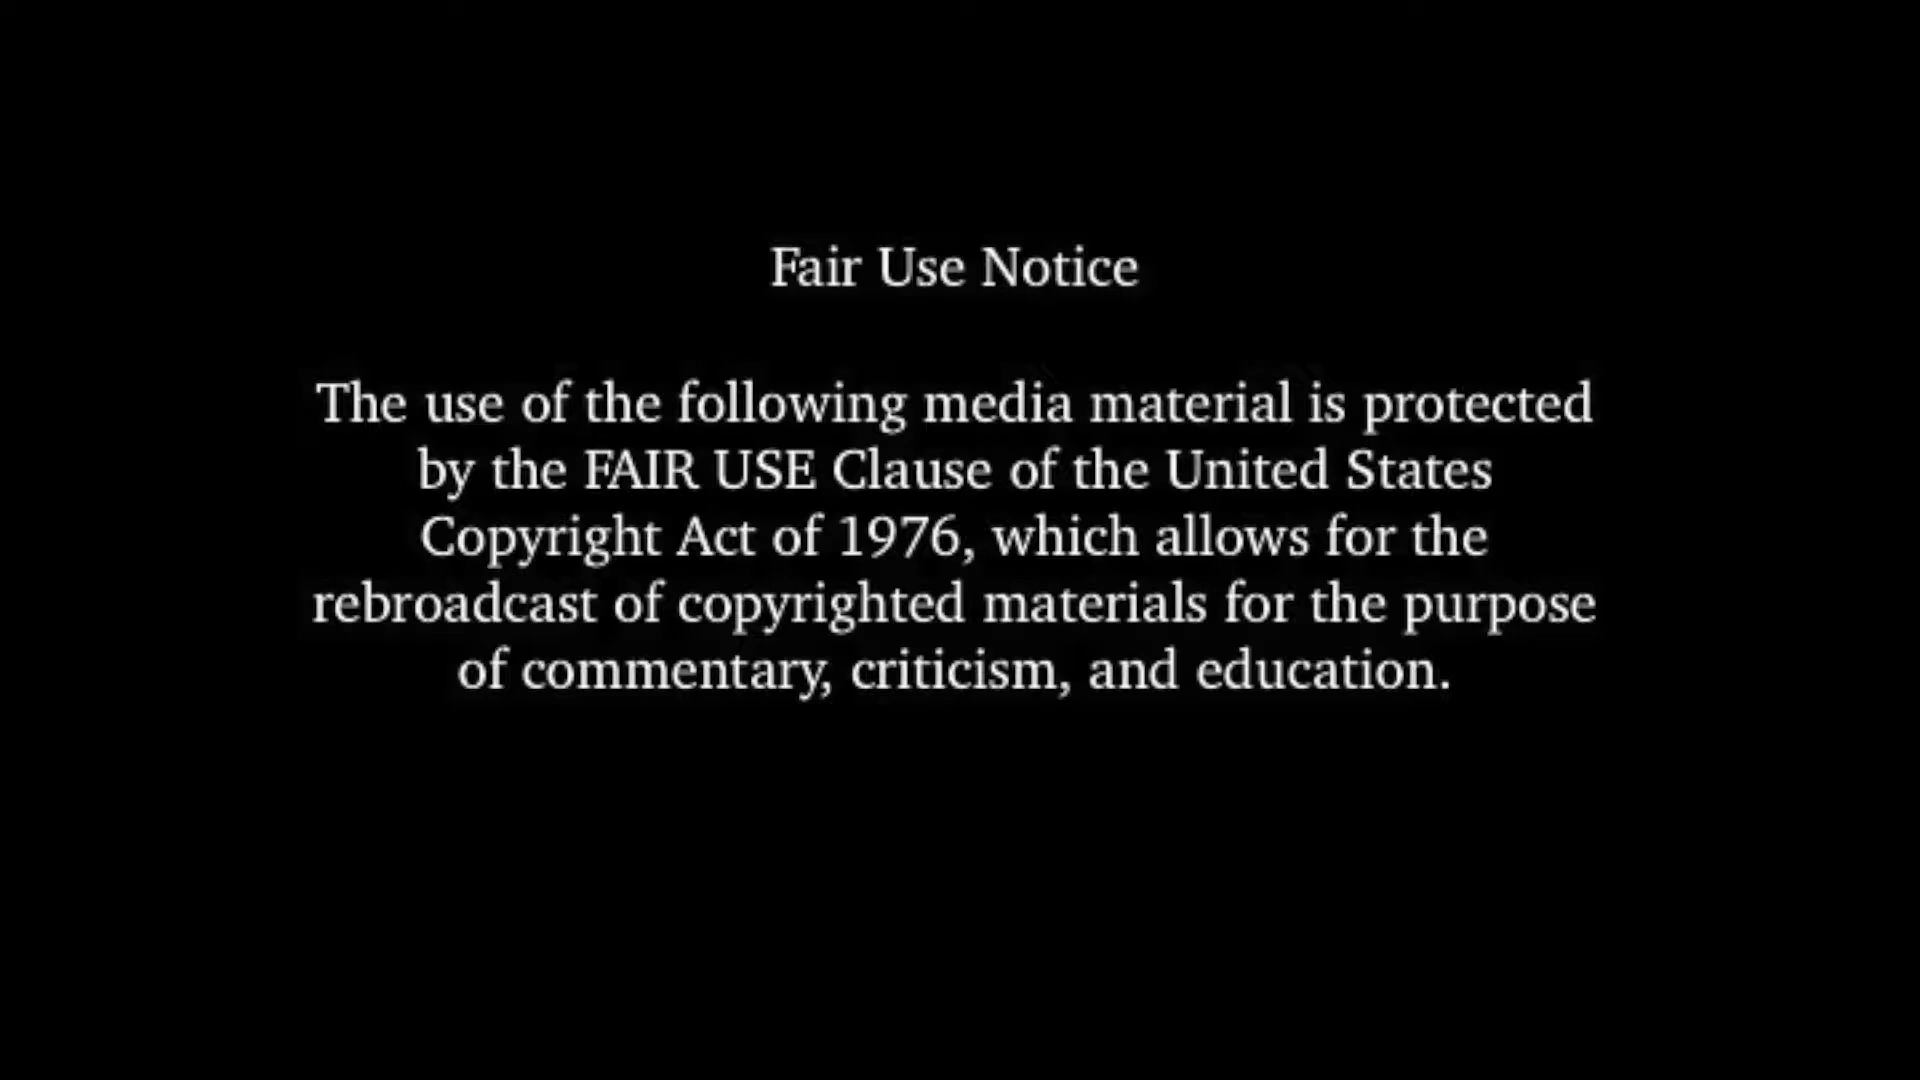 Fair Use Notice
The use of the following media material is protected
by the FAIR USE Clause of the United States
Copyright Act of 1976, which allows for the
rebroadcast of copyrighted materials for the purpose
of commentary, criticism, and education.